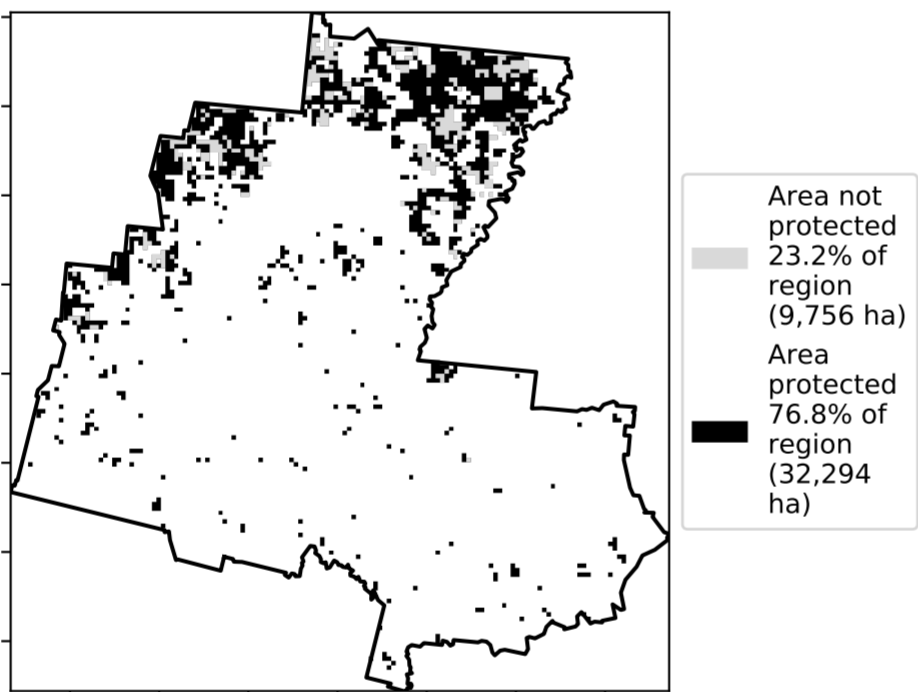 Area not
protected
23.2% of
region
(9,756 ha)
Area
protected
76.8% of
region
(32,294
ha)